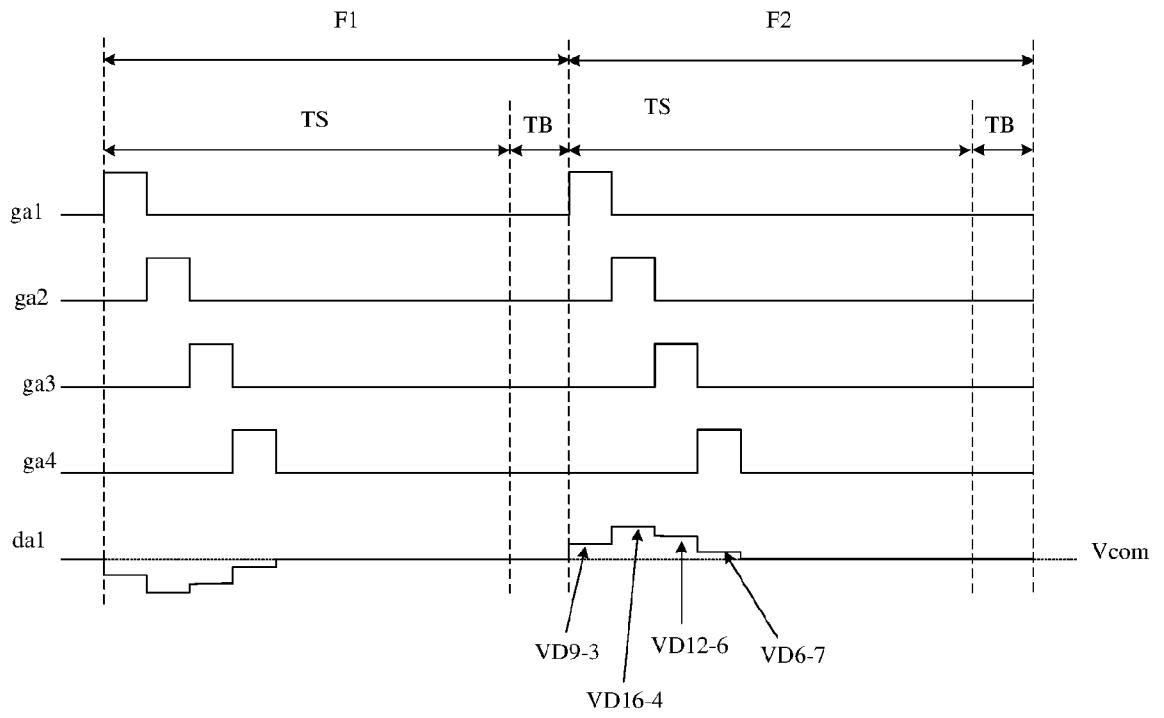 F1 F2
TS TB TS TB
ga1
ga2
ga3
ga4
da1 Vcom
VD9-3 VD12-6 VD6-7
VD16-4